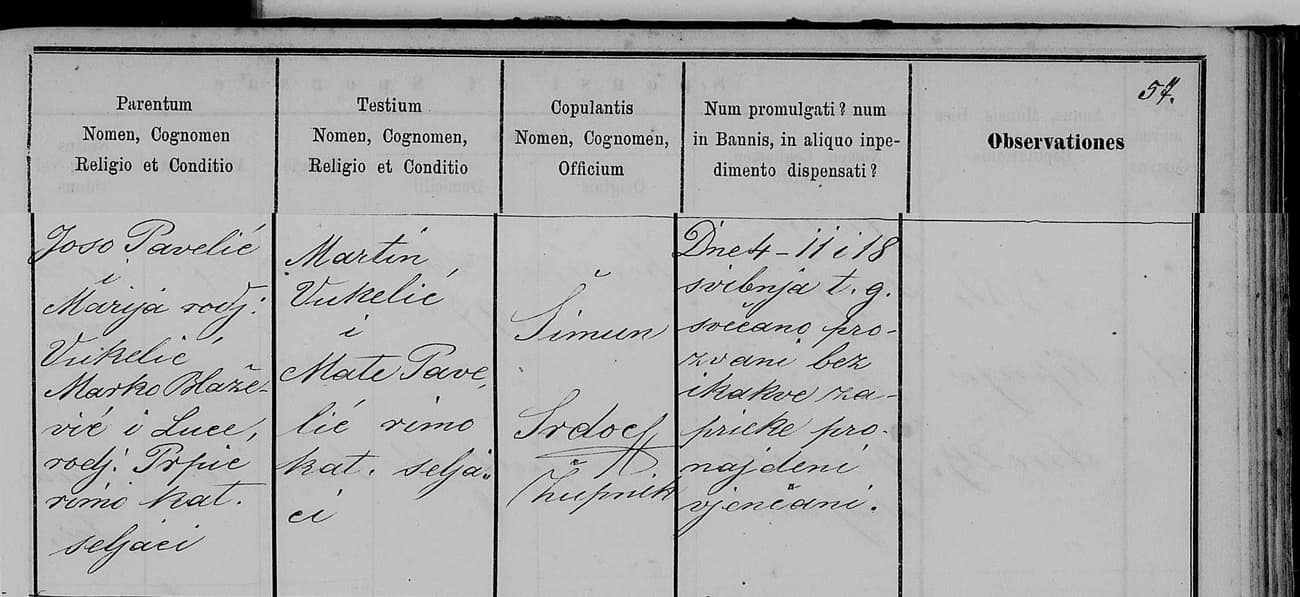 57.
Parentum
Nomen, Cognomen
Religio et Conditio
Testium
Nomen, Cognomen,
Religio et Conditio
Copulantis
Nomen, Cognomen,
Officium
Num promulgati? num
in Bannis, in aliquo inpe-
dimento dispensati?
Observationes
Joso Pavelić
i
Marija rodj.
Vukelić,
Marko Blaže-
vić i Luce,
rodj. Prpić
rimo kat.
seljaci
Martin
Vukelić
i
Mate Pave,
lić rimo
kat. selja„
ci
Šimun
Srdoč
Župnik
Dne 4 - 11 i 18
svibnja t. g.
svečano pro-
zvani bez
ikakve za-
prieke pro-
najdeni
vjenčani.